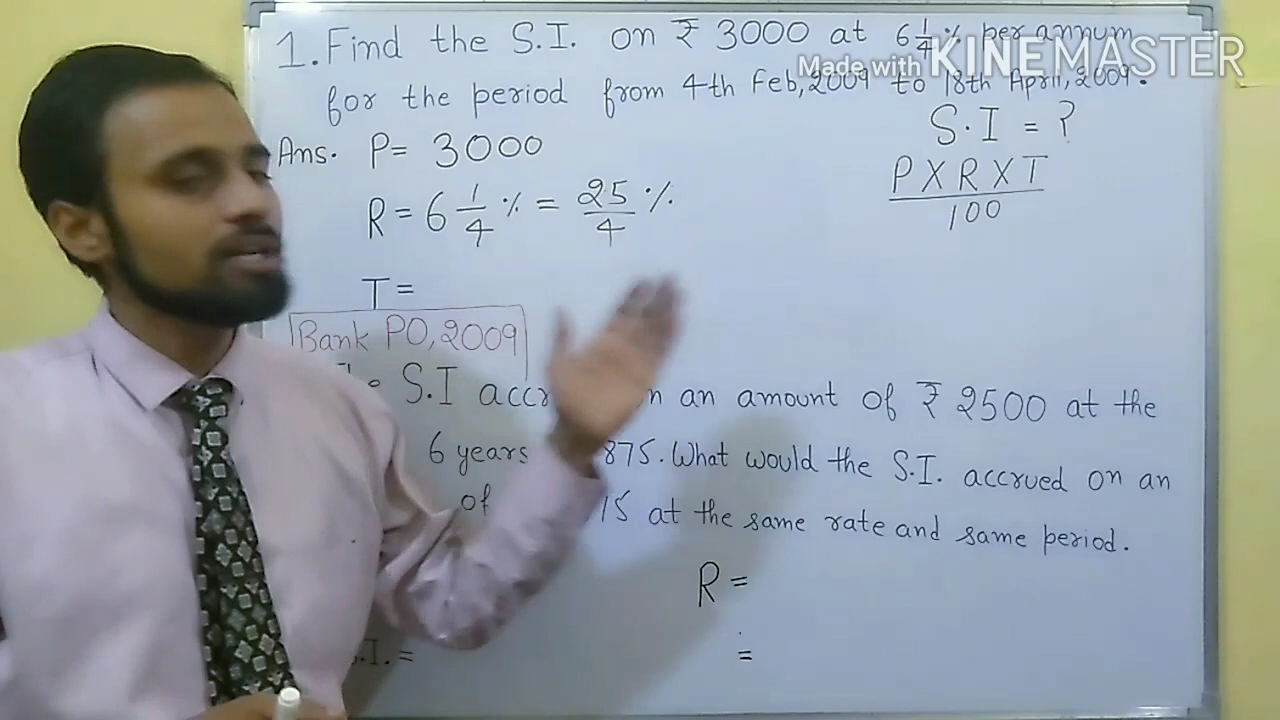 1. Find the S.I. on ₹ 3000 at 6 1/4 % per annum
Made with KINEMASTER
for the period from 4th Feb, 2009 to 18th April, 2009.
S.I = ?
Ans. P = 3000
P X R X T
100
R = 6 1/4 % = 25/4 %
T =
Bank PO, 2009
S.I an amount of ₹ 2500 at the
6 years 875. What would the S.I. accrued on an
of 15 at the same rate and same period.
R =
S.I. =
=